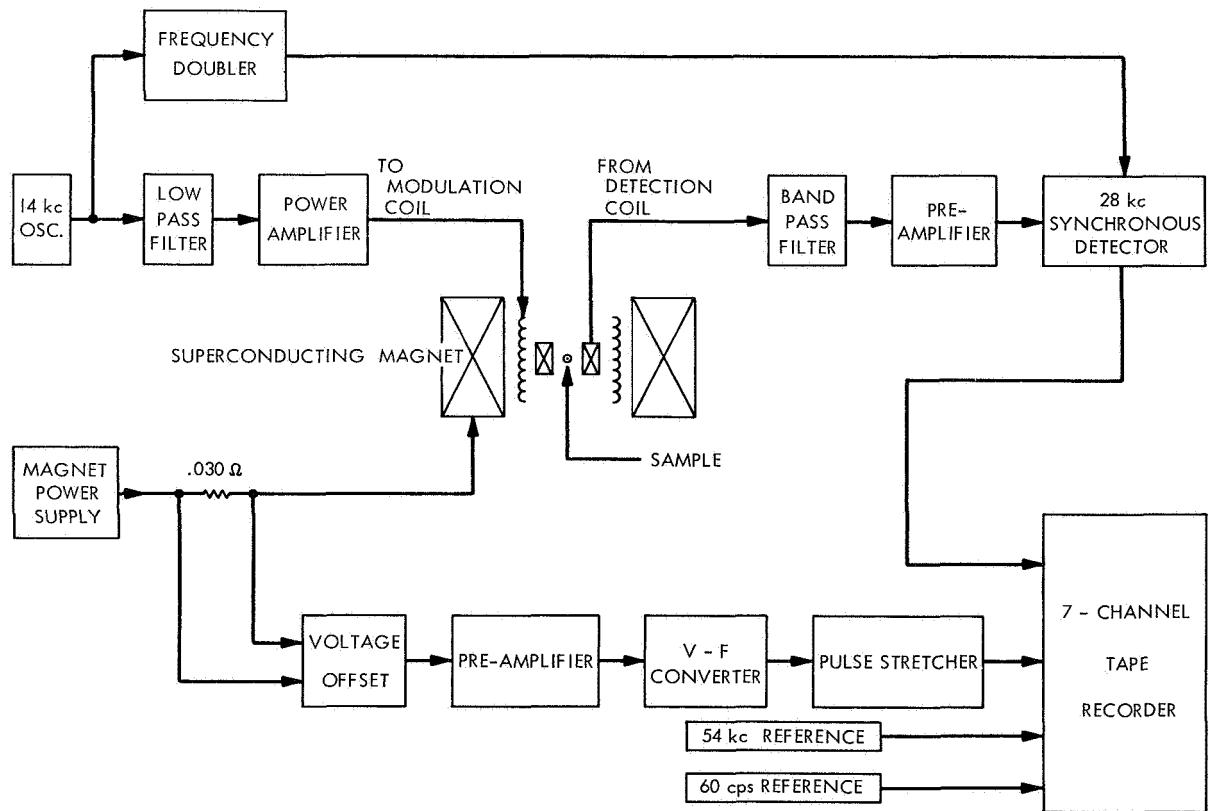 FREQUENCY
DOUBLER
14 kc
OSC.
LOW
PASS
FILTER
POWER
AMPLIFIER
TO
MODULATION
COIL
FROM
DETECTION
COIL
BAND
PASS
FILTER
PRE-
AMPLIFIER
28 kc
SYNCHRONOUS
DETECTOR
SUPERCONDUCTING MAGNET
SAMPLE
MAGNET
POWER
SUPPLY
.030 Ω
VOLTAGE
OFFSET
PRE-AMPLIFIER
V - F
CONVERTER
PULSE STRETCHER
7 - CHANNEL
TAPE
RECORDER
54 kc REFERENCE
60 cps REFERENCE